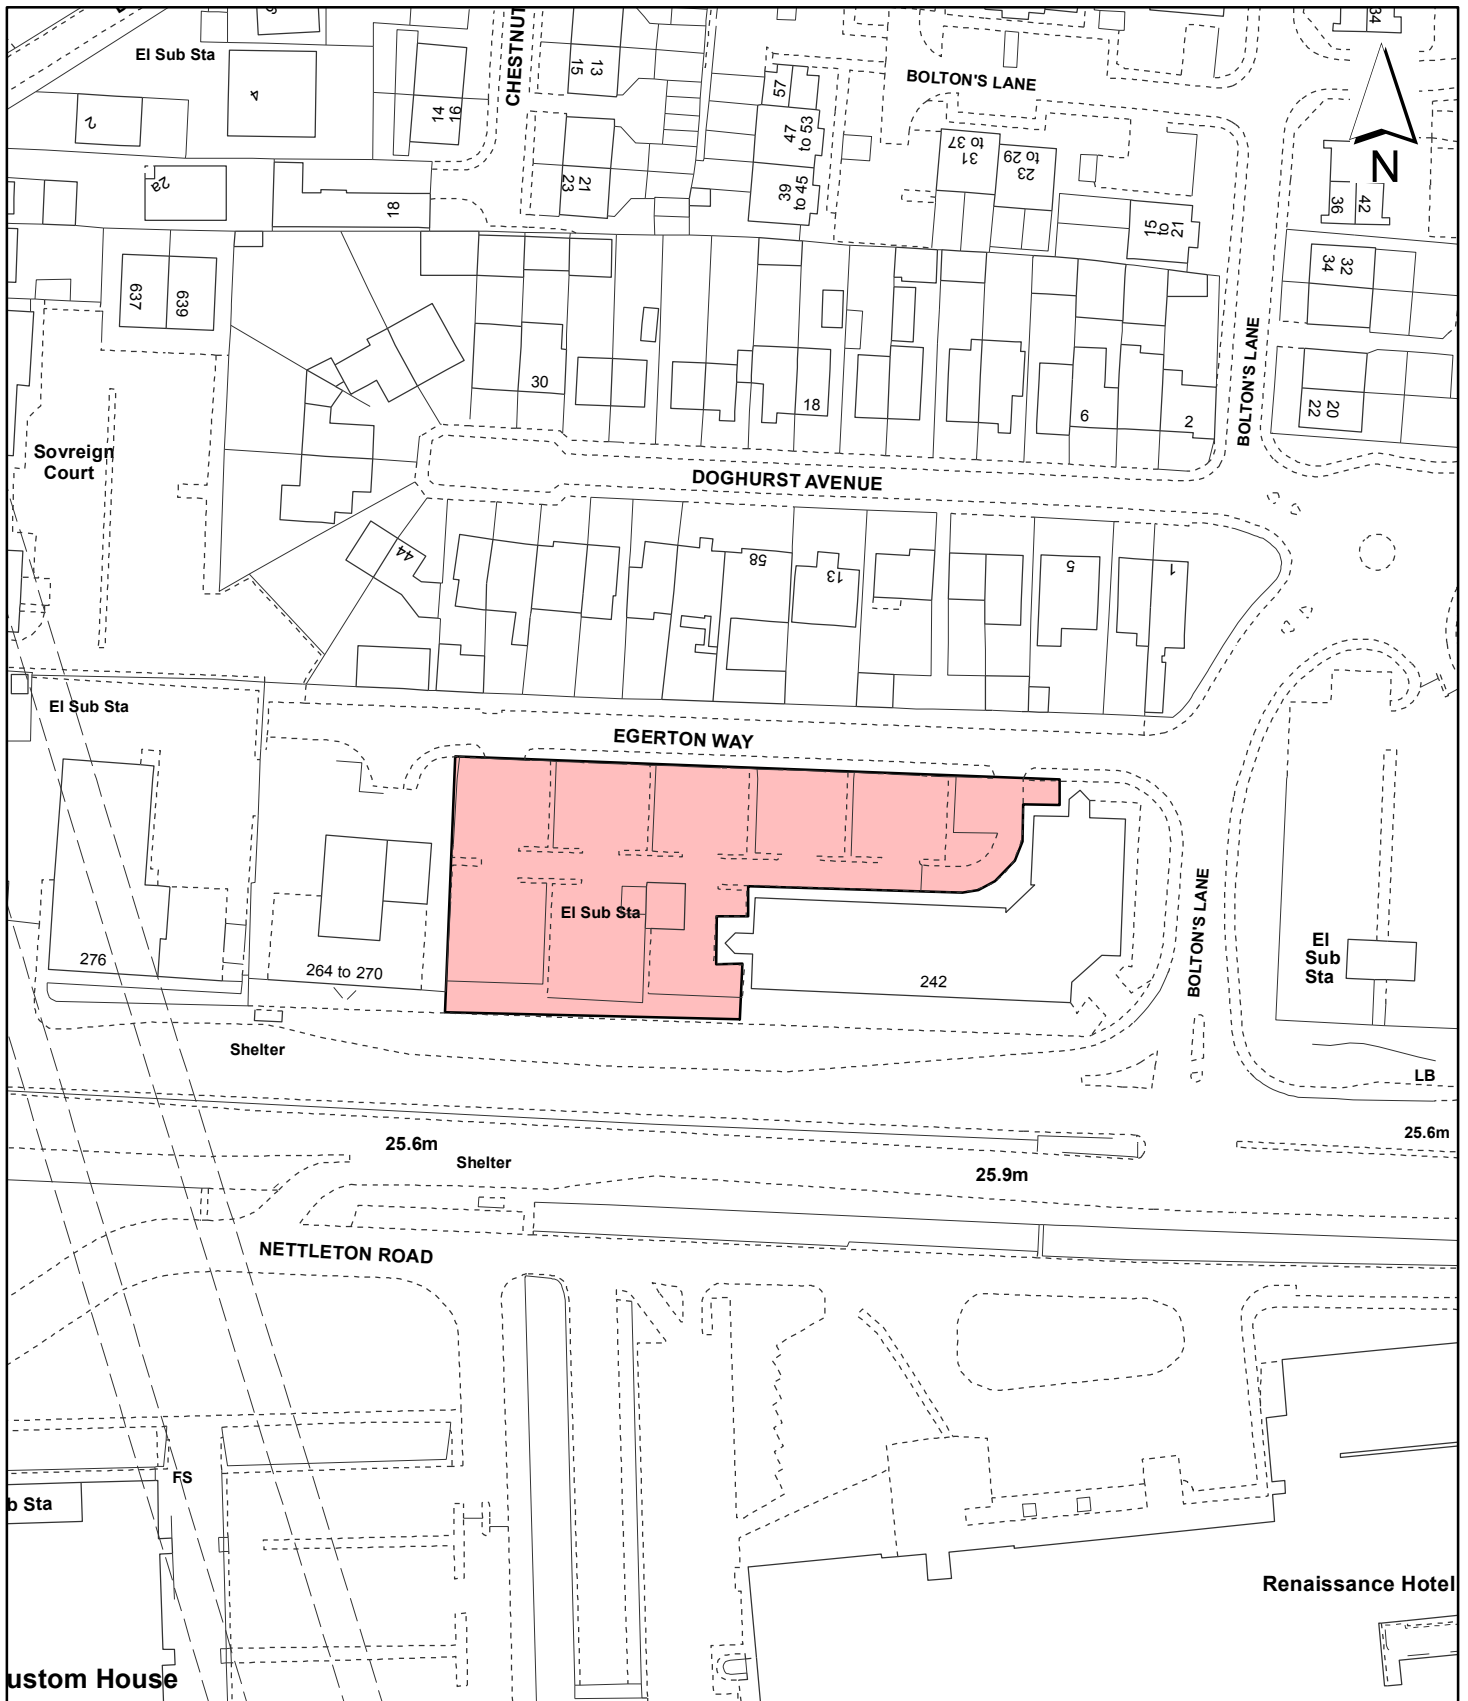 34
El Sub Sta
CHESTNUT
13
15
BOLTON'S LANE
57
4
2
14
16
47
to 53
31
to 37
23
to 29
N
2a
18
21
23
39
to 45
15
to
21
36
42
637
639
34
32
30
18
6
2
BOLTON'S LANE
22
20
Sovreign
Court
DOGHURST AVENUE
44
58
13
5
1
El Sub Sta
EGERTON WAY
El Sub Sta
BOLTON'S LANE
276
264 to 270
242
El
Sub
Sta
Shelter
LB
25.6m
Shelter
25.9m
25.6m
NETTLETON ROAD
FS
b Sta
Renaissance Hotel
ustom House